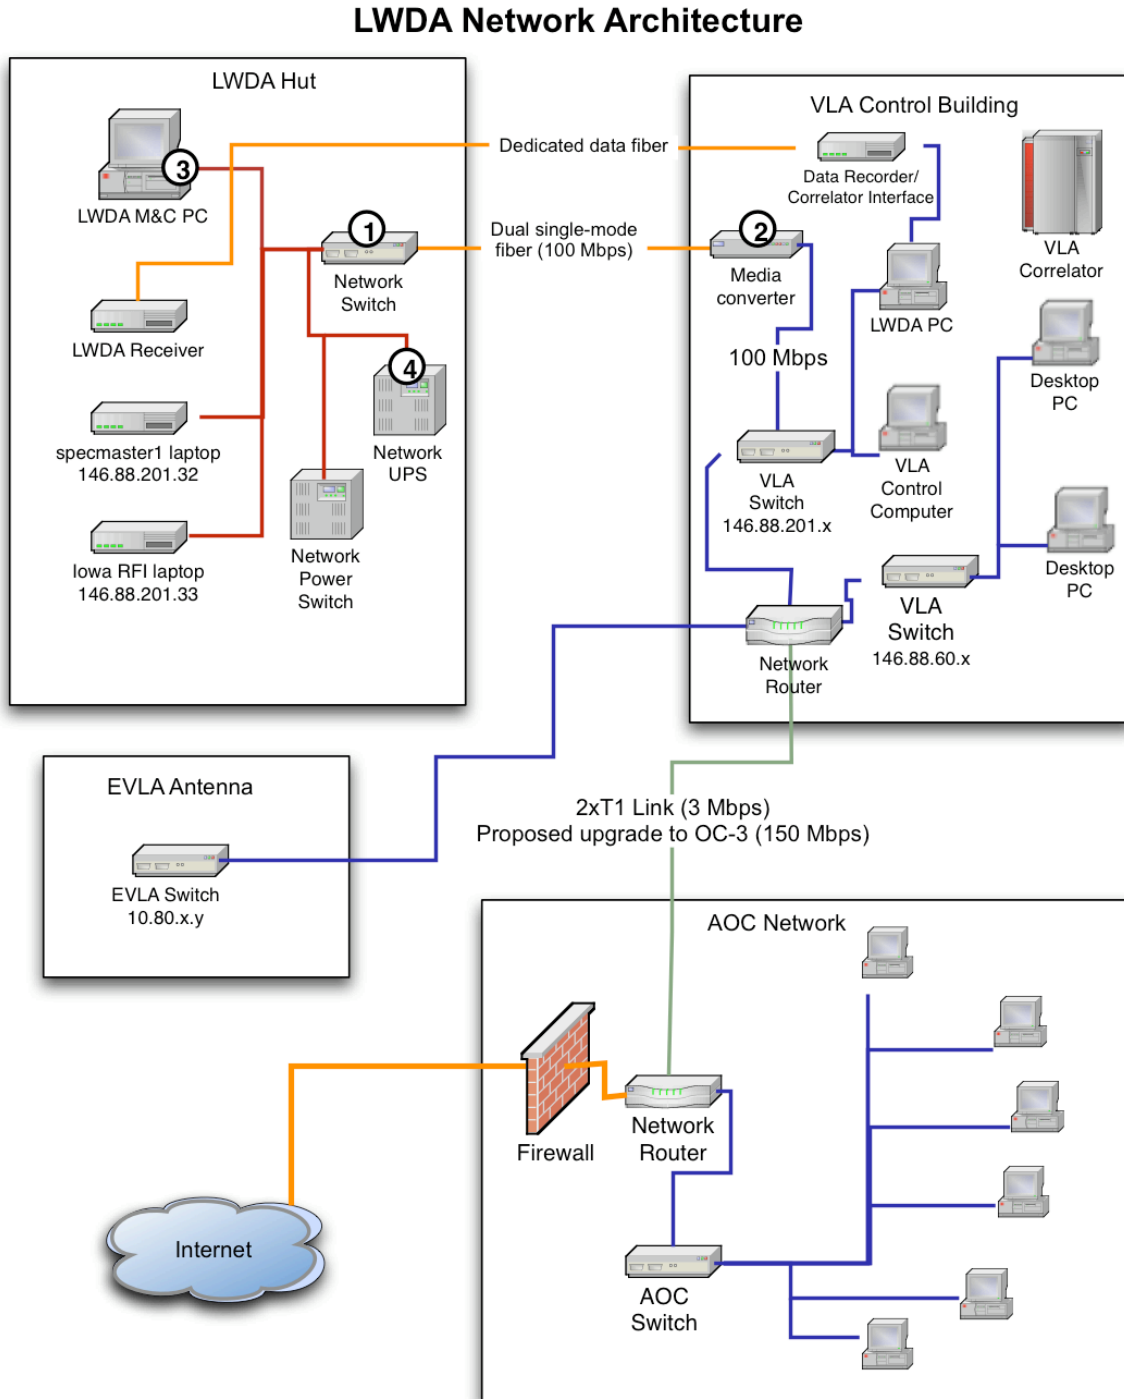 LWDA Network Architecture
LWDA Hut
3
LWDA M&C PC
1
Network
Switch
LWDA Receiver
4
Network
UPS
specmaster1 laptop
146.88.201.32
Iowa RFI laptop
146.88.201.33
Network
Power
Switch
Dedicated data fiber
Dual single-mode
fiber (100 Mbps)
VLA Control Building
Data Recorder/
Correlator Interface
VLA
Correlator
2
Media
converter
LWDA PC
100 Mbps
Desktop
PC
VLA
Switch
146.88.201.x
VLA
Control
Computer
Desktop
PC
VLA
Switch
146.88.60.x
Network
Router
EVLA Antenna
EVLA Switch
10.80.x.y
2xT1 Link (3 Mbps)
Proposed upgrade to OC-3 (150 Mbps)
AOC Network
Firewall
Network
Router
Internet
AOC
Switch